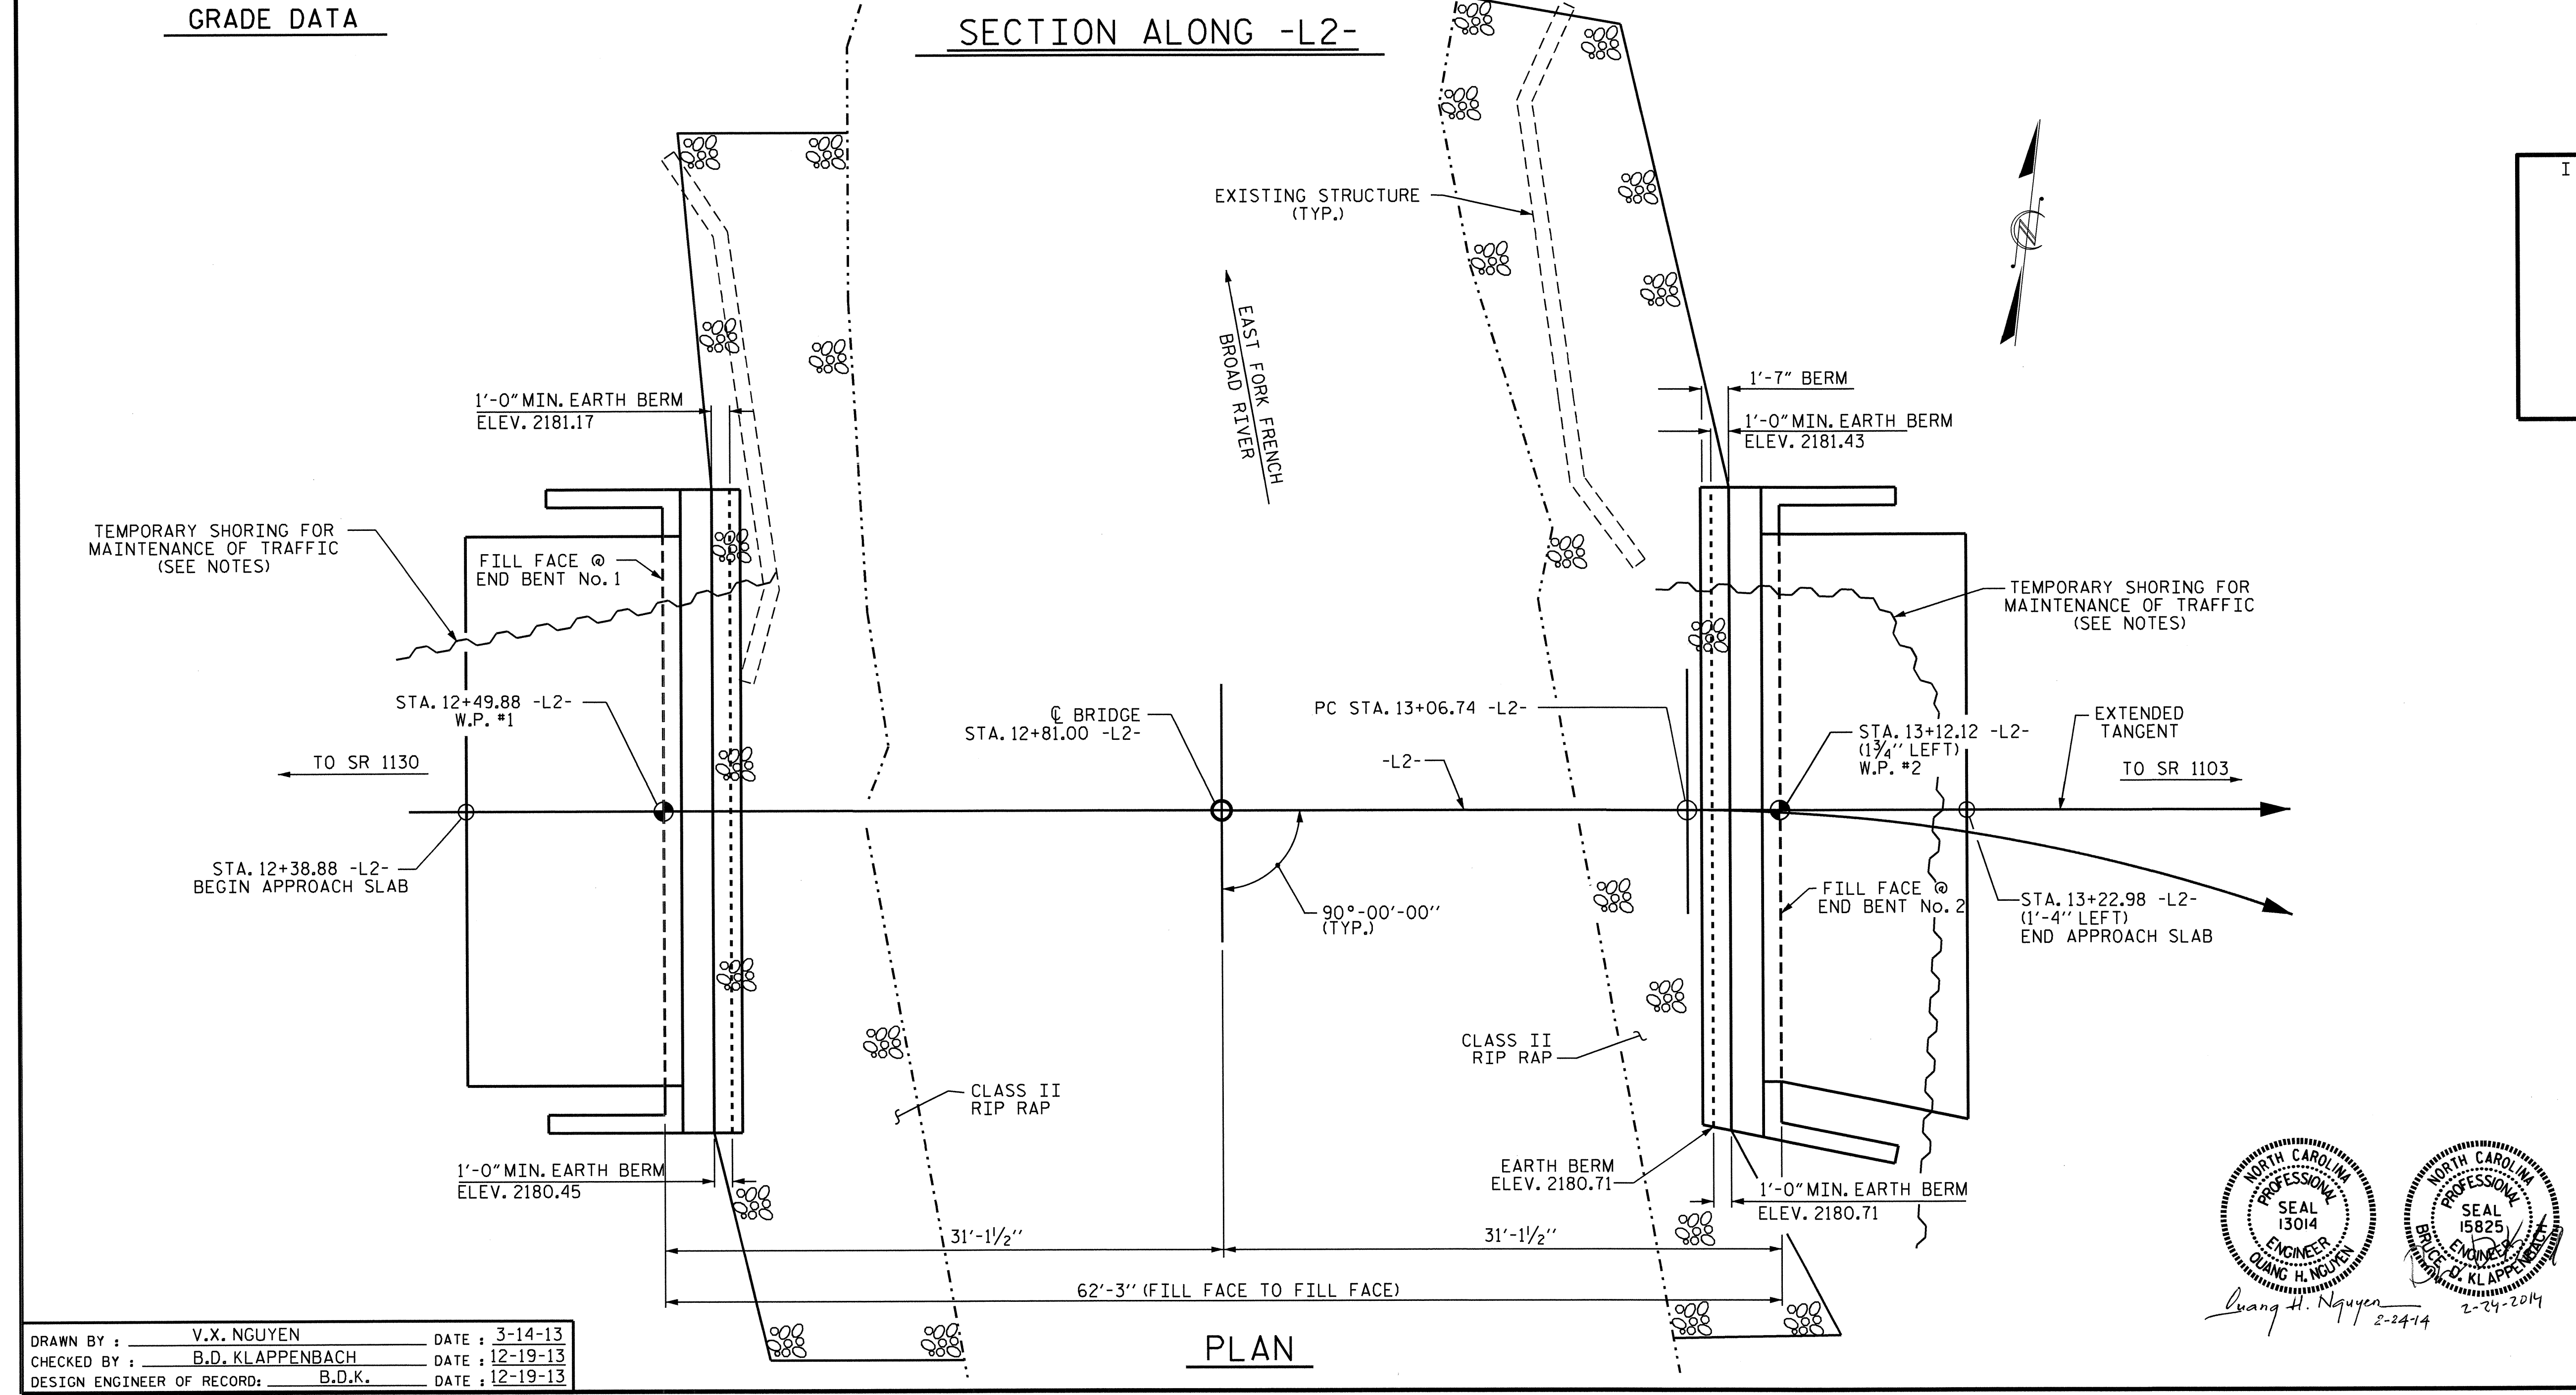 GRADE DATA
SECTION ALONG -L2-
I
EXISTING STRUCTURE
(TYP.)
N
EAST FORK FRENCH
BROAD RIVER
1'-7" BERM
1'-0" MIN. EARTH BERM
ELEV. 2181.17
1'-0" MIN. EARTH BERM
ELEV. 2181.43
TEMPORARY SHORING FOR
MAINTENANCE OF TRAFFIC
(SEE NOTES)
FILL FACE @
END BENT No. 1
TEMPORARY SHORING FOR
MAINTENANCE OF TRAFFIC
(SEE NOTES)
STA. 12+49.88 -L2-
W.P. #1
℄ BRIDGE
STA. 12+81.00 -L2-
PC STA. 13+06.74 -L2-
-L2-
STA. 13+12.12 -L2-
(1¾" LEFT)
W.P. #2
EXTENDED
TANGENT
TO SR 1130
TO SR 1103
STA. 12+38.88 -L2-
BEGIN APPROACH SLAB
90°-00'-00"
(TYP.)
FILL FACE @
END BENT No. 2
STA. 13+22.98 -L2-
(1'-4" LEFT)
END APPROACH SLAB
CLASS II
RIP RAP
CLASS II
RIP RAP
1'-0" MIN. EARTH BERM
ELEV. 2180.45
EARTH BERM
ELEV. 2180.71
1'-0" MIN. EARTH BERM
ELEV. 2180.71
31'-1½"
31'-1½"
62'-3" (FILL FACE TO FILL FACE)
PLAN
NORTH CAROLINA
PROFESSIONAL
SEAL
13014
ENGINEER
QUANG H. NGUYEN
Quang H. Nguyen
2-24-14
NORTH CAROLINA
PROFESSIONAL
SEAL
15825
ENGINEER
BRUCE D. KLAPPENBACH
2-24-2014
DRAWN BY : V.X. NGUYEN DATE : 3-14-13
CHECKED BY : B.D. KLAPPENBACH DATE : 12-19-13
DESIGN ENGINEER OF RECORD: B.D.K. DATE : 12-19-13